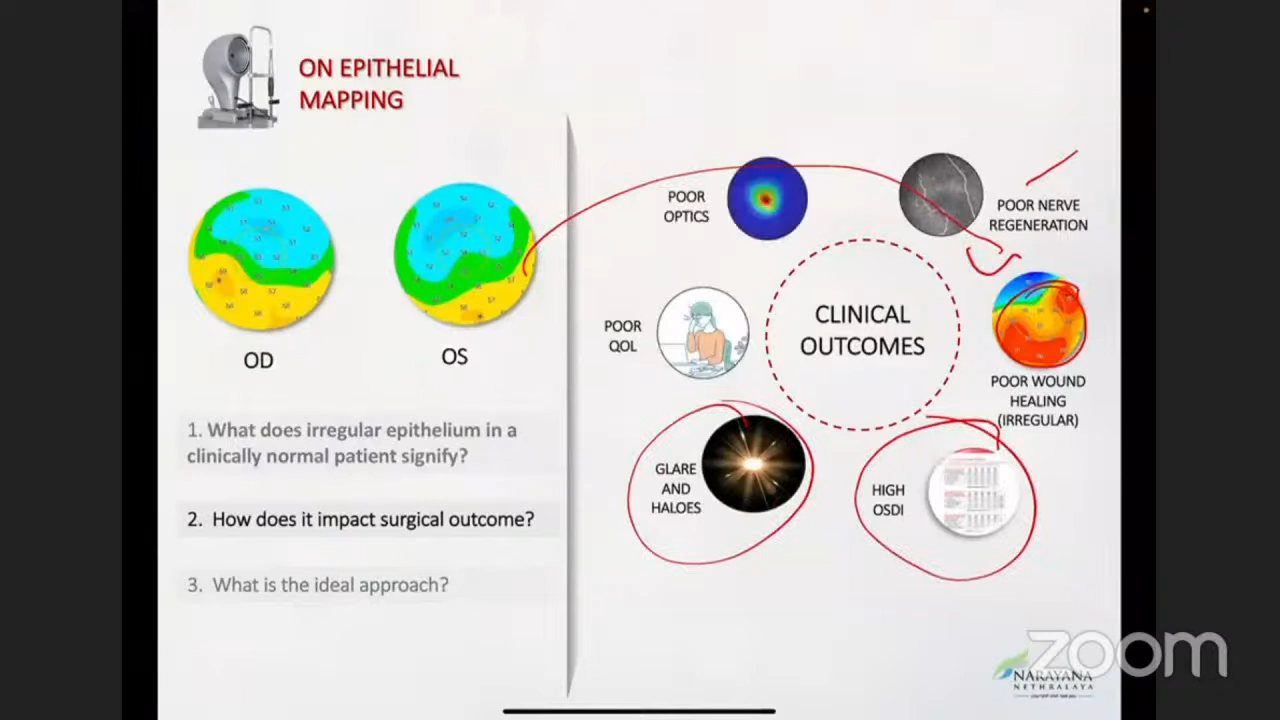 ON EPITHELIAL
MAPPING
OD
OS
1. What does irregular epithelium in a
clinically normal patient signify?
2. How does it impact surgical outcome?
3. What is the ideal approach?
POOR
OPTICS
POOR NERVE
REGENERATION
POOR
QOL
CLINICAL
OUTCOMES
POOR WOUND
HEALING
(IRREGULAR)
GLARE
AND
HALOES
HIGH
OSDI
zoom
NARAYANA
NETHRALAYA